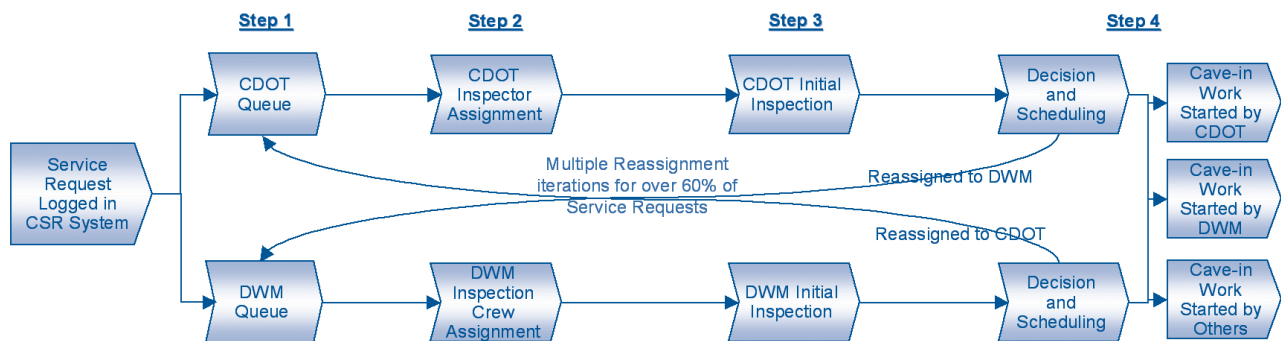 Step 1
Step 2
Step 3
Step 4
CDOT
Queue
CDOT
Inspector
Assignment
CDOT Initial
Inspection
Decision
and
Scheduling
Cave-in
Work
Started by
CDOT
Service
Request
Logged in
CSR System
Multiple Reassignment
iterations for over 60% of
Service Requests
Reassigned to DWM
Reassigned to CDOT
Cave-in
Work
Started by
DWM
DWM
Queue
DWM
Inspection
Crew
Assignment
DWM Initial
Inspection
Decision
and
Scheduling
Cave-in
Work
Started by
Others